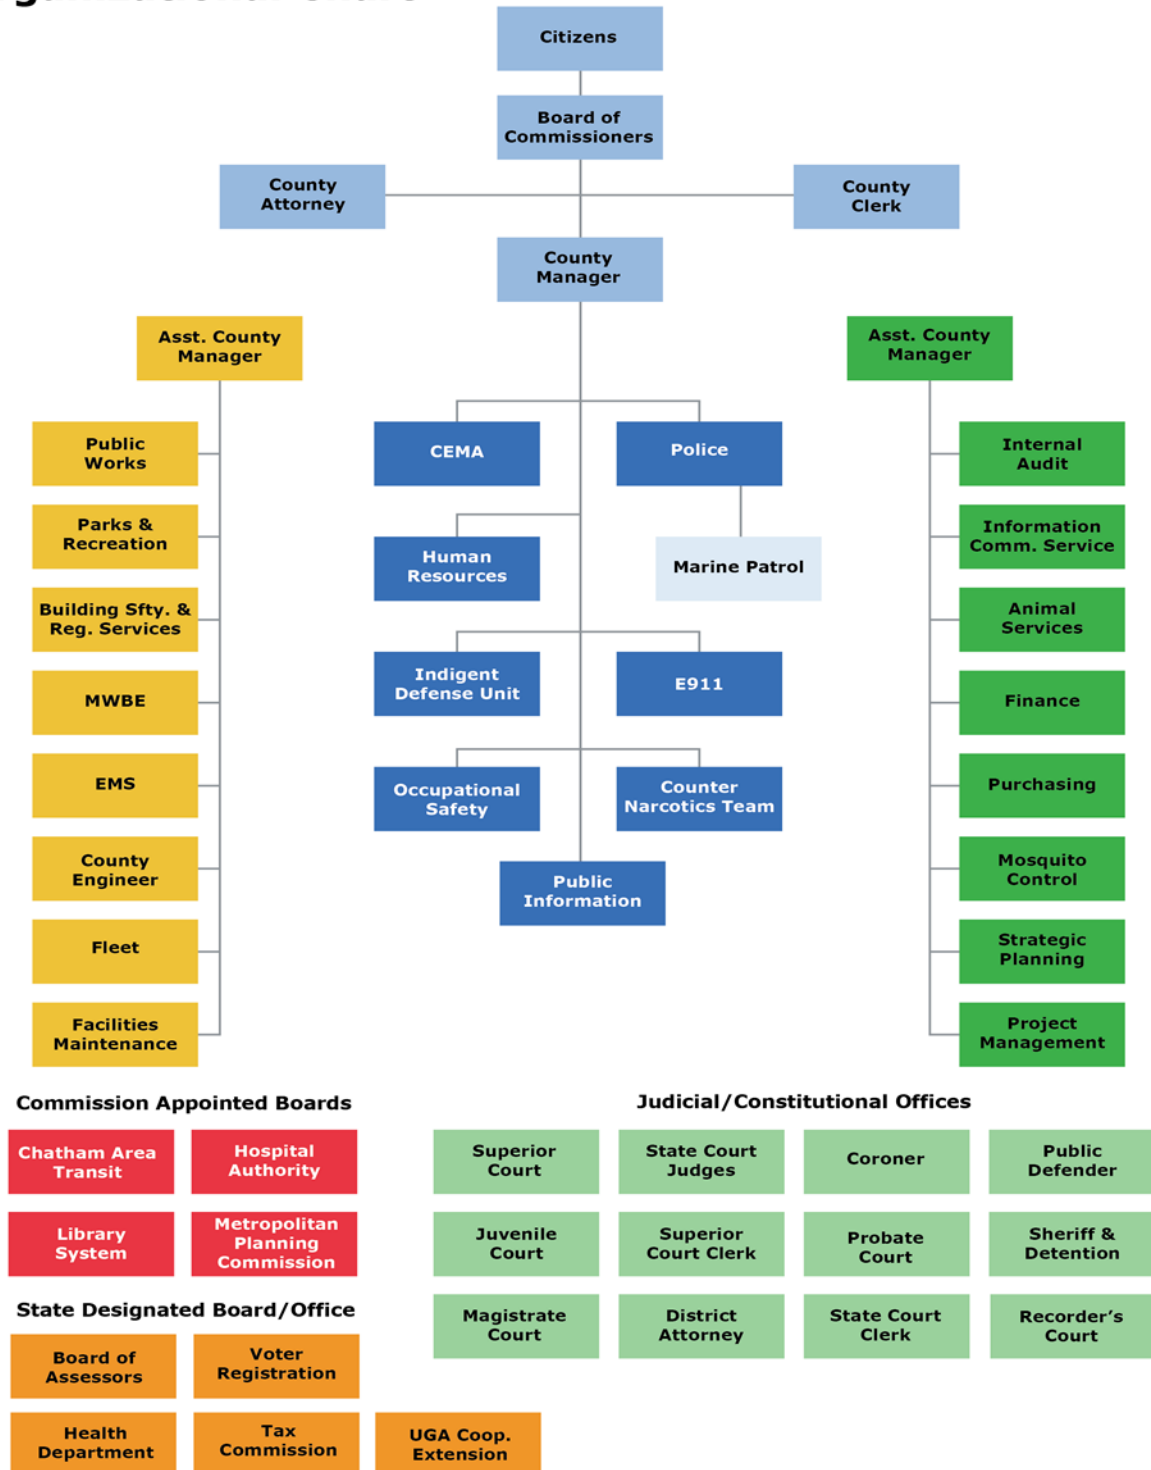 Citizens
Board of
Commissioners
County
Attorney
County
Clerk
County
Manager
Asst. County
Manager
Asst. County
Manager
Public
Works
Parks &
Recreation
Building Sfty. &
Reg. Services
MWBE
EMS
County
Engineer
Fleet
Facilities
Maintenance
CEMA
Police
Human
Resources
Marine Patrol
Indigent
Defense Unit
E911
Occupational
Safety
Counter
Narcotics Team
Public
Information
Internal
Audit
Information
Comm. Service
Animal
Services
Finance
Purchasing
Mosquito
Control
Strategic
Planning
Project
Management
Commission Appointed Boards
Chatham Area
Transit
Hospital
Authority
Library
System
Metropolitan
Planning
Commission
State Designated Board/Office
Board of
Assessors
Voter
Registration
Health
Department
Tax
Commission
UGA Coop.
Extension
Judicial/Constitutional Offices
Superior
Court
State Court
Judges
Coroner
Public
Defender
Juvenile
Court
Superior
Court Clerk
Probate
Court
Sheriff &
Detention
Magistrate
Court
District
Attorney
State Court
Clerk
Recorder's
Court